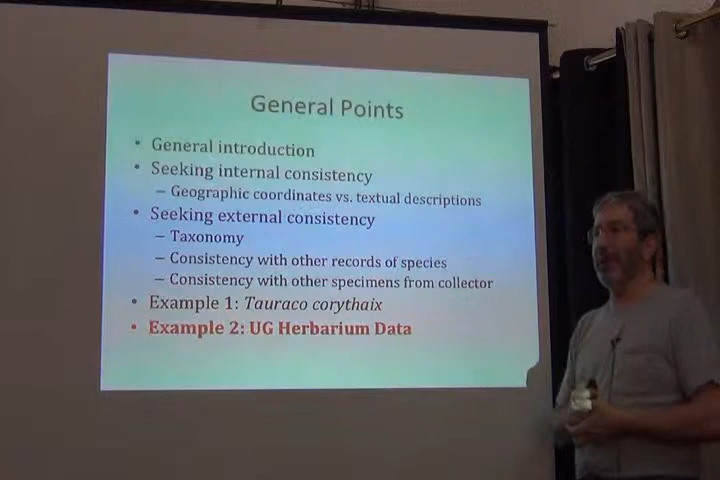 General Points
• General introduction
• Seeking internal consistency
– Geographic coordinates vs. textual descriptions
• Seeking external consistency
– Taxonomy
– Consistency with other records of species
– Consistency with other specimens from collector
• Example 1: Tauraco corythaix
• Example 2: UG Herbarium Data